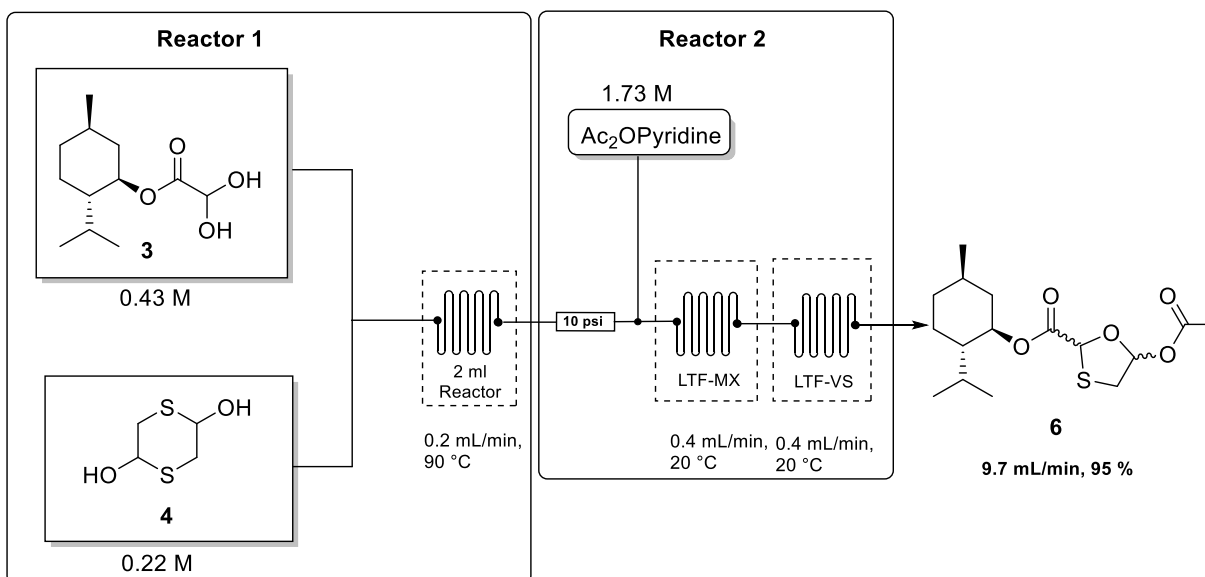 Reactor 1
Reactor 2
1.73 M
Ac₂OPyridine
O
O
OH
OH
3
0.43 M
10 psi
2 ml
Reactor
LTF-MX
LTF-VS
O
O
O
S
O
O
6
S
OH
HO
S
4
0.22 M
0.2 mL/min,
90 °C
0.4 mL/min,
20 °C
0.4 mL/min,
20 °C
9.7 mL/min, 95 %